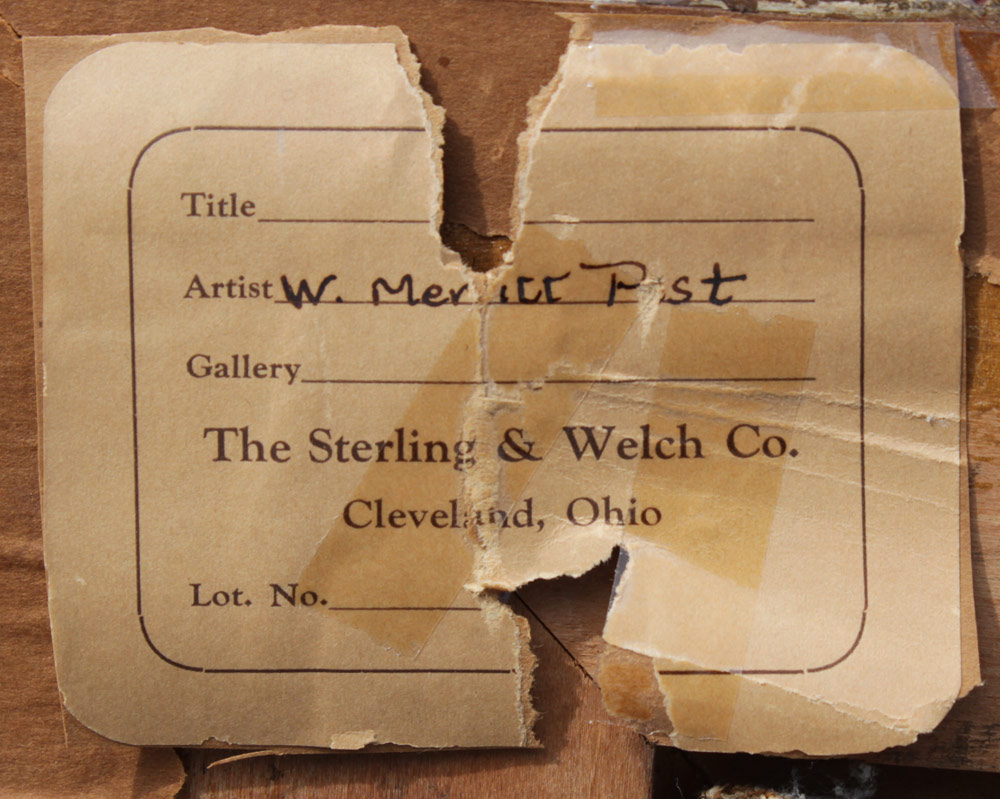 Title
Artist W. Merritt Post
Gallery
The Sterling & Welch Co.
Cleveland, Ohio
Lot. No.